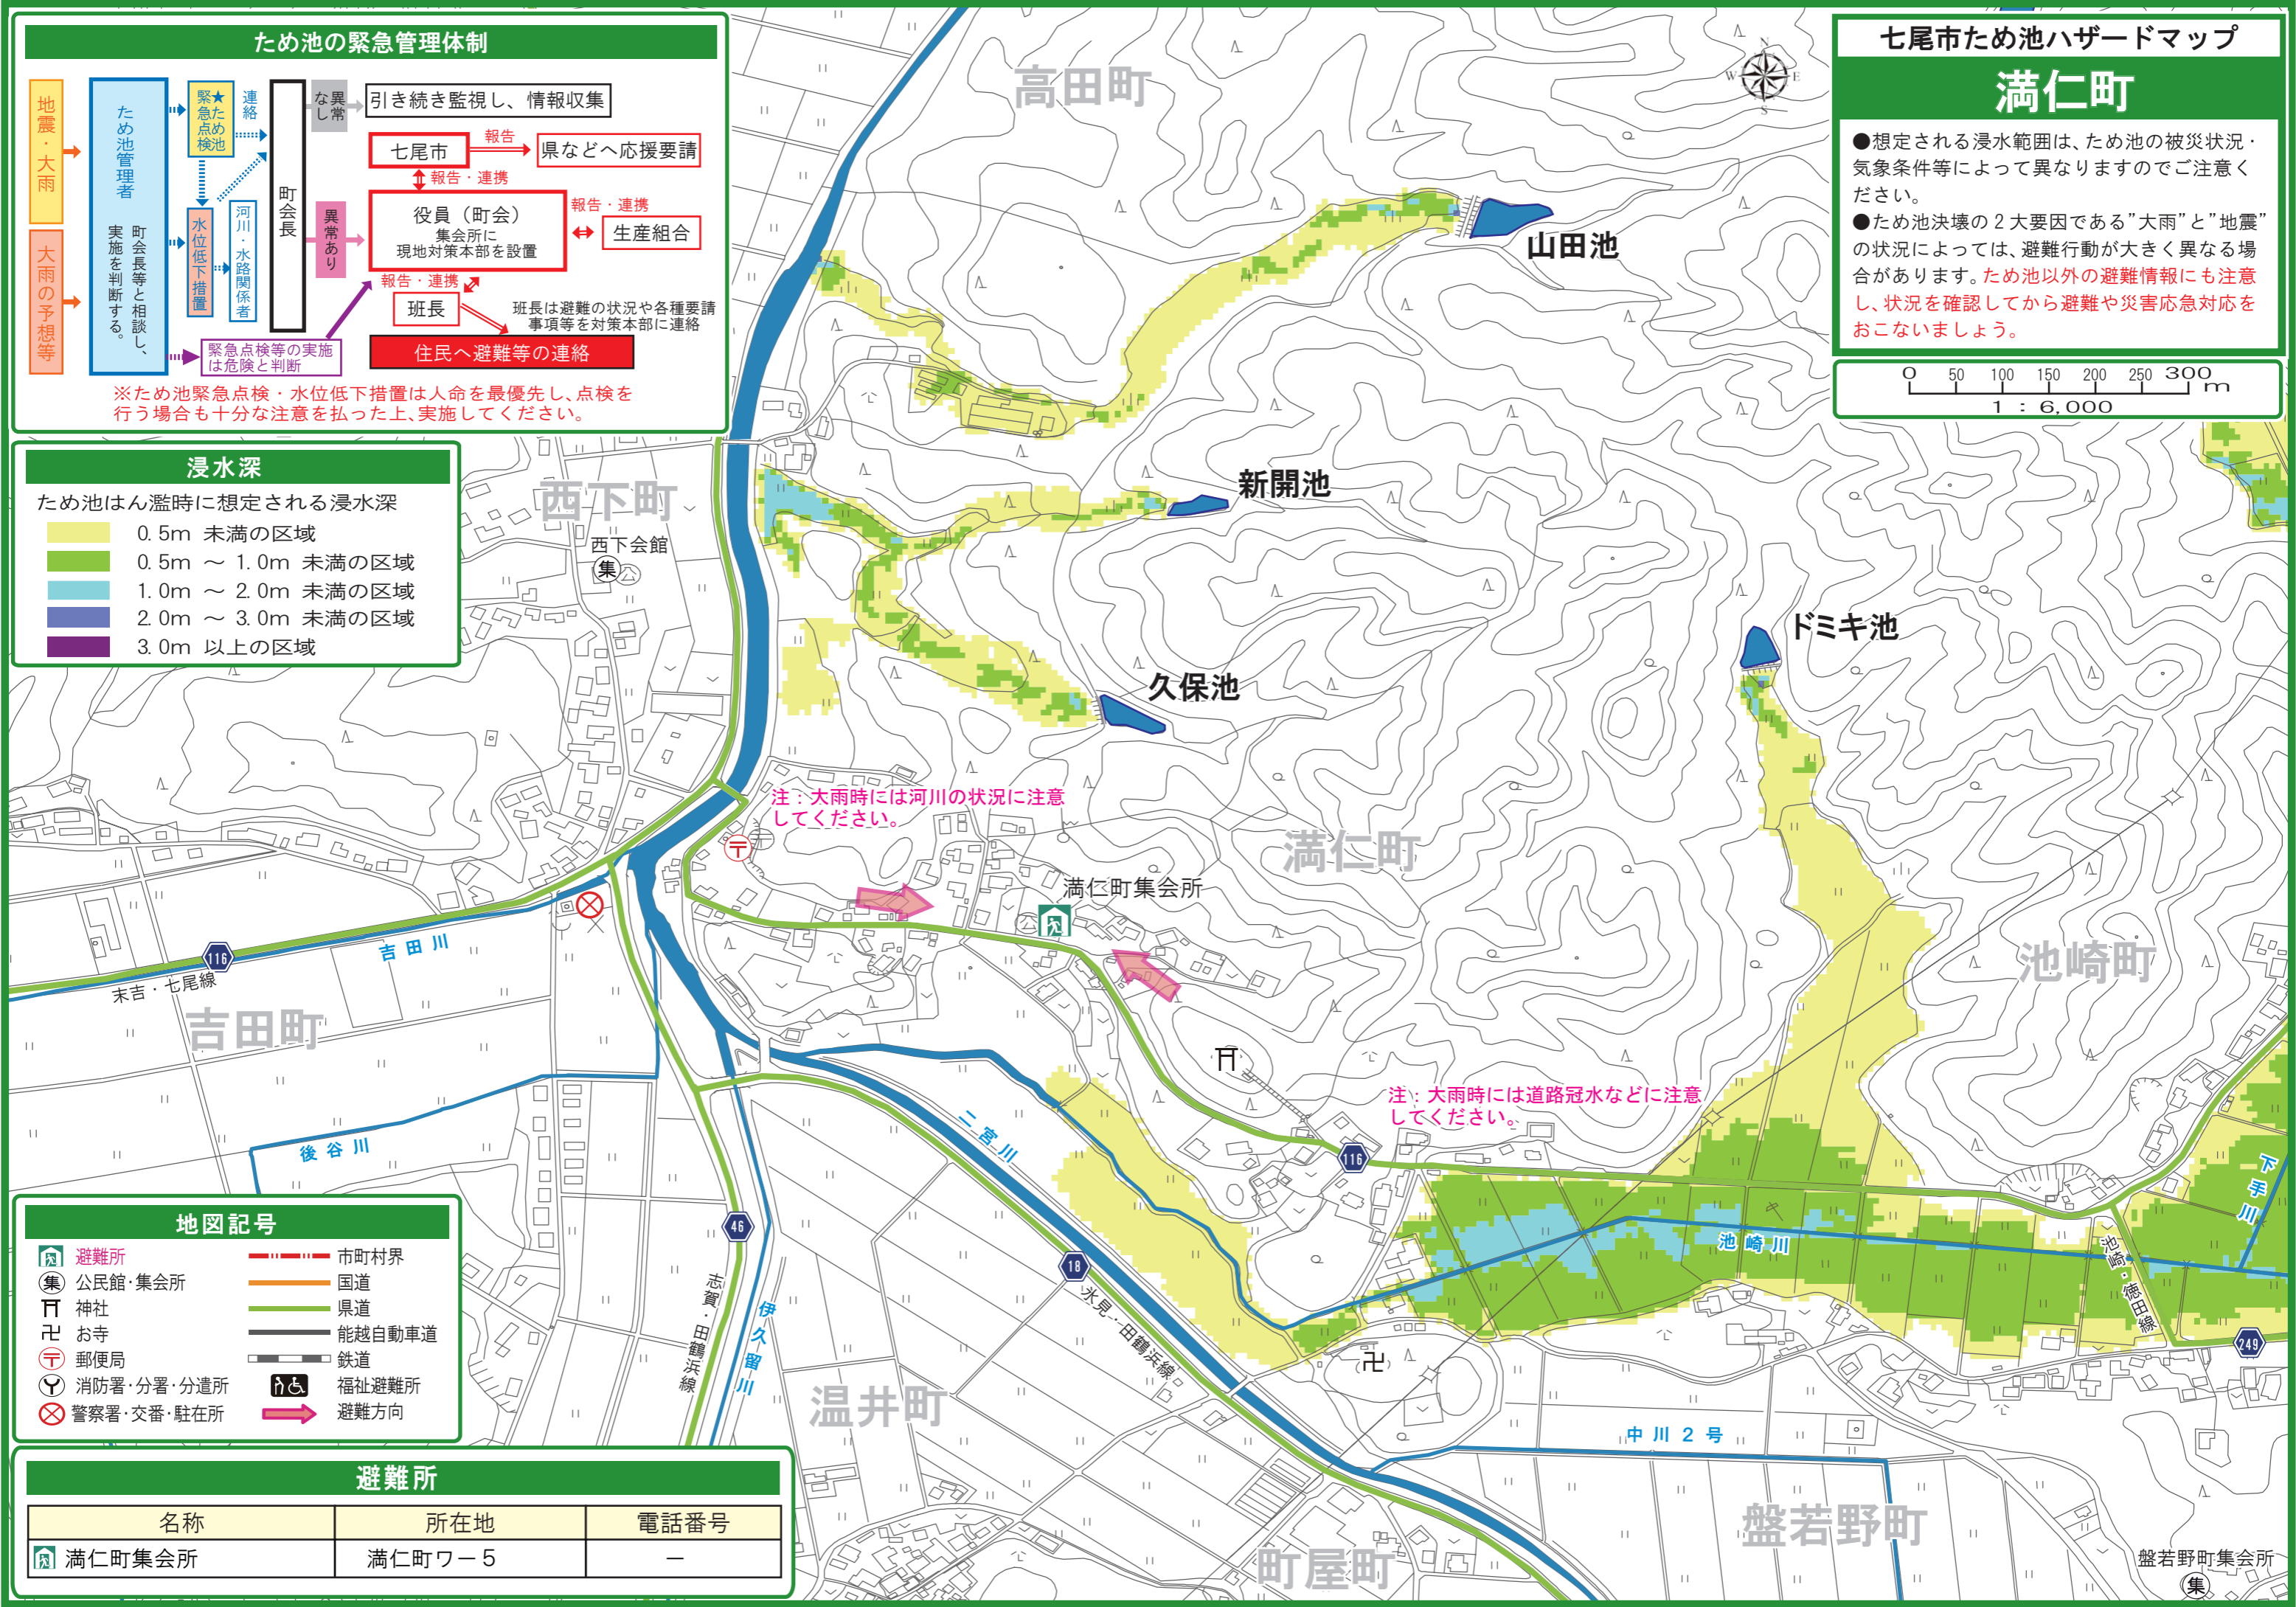 ため池の緊急管理体制
地震・大雨
大雨の予想等
ため池管理者
町会長等と相談し、
実施を判断する。
★ため池
緊急点検
連絡
水位低下措置
河川・水路関係者
町会長
異常
なし
引き続き監視し、情報収集
七尾市
報告
県などへ応援要請
報告・連携
異常あり
役員（町会）
集会所に
現地対策本部を設置
報告・連携
生産組合
報告・連携
班長
班長は避難の状況や各種要請
事項等を対策本部に連絡
緊急点検等の実施
は危険と判断
住民へ避難等の連絡
※ため池緊急点検・水位低下措置は人命を最優先し、点検を
行う場合も十分な注意を払った上、実施してください。
七尾市ため池ハザードマップ
満仁町
●想定される浸水範囲は、ため池の被災状況・
気象条件等によって異なりますのでご注意く
ださい。
●ため池決壊の２大要因である”大雨”と”地震”
の状況によっては、避難行動が大きく異なる場
合があります。ため池以外の避難情報にも注意
し、状況を確認してから避難や災害応急対応を
おこないましょう。
0 50 100 150 200 250 300 m
1 : 6,000
N
W E
S
浸水深
ため池はん濫時に想定される浸水深
0.5m 未満の区域
0.5m ～ 1.0m 未満の区域
1.0m ～ 2.0m 未満の区域
2.0m ～ 3.0m 未満の区域
3.0m 以上の区域
高田町
山田池
西下町
新開池
西下会館
集
公
ドミキ池
久保池
注：大雨時には河川の状況に注意
してください。
満仁町
満仁町集会所
公
池崎町
吉田川
116
末吉・七尾線
吉田町
注：大雨時には道路冠水などに注意
してください。
二宮川
後谷川
116
下手川
池崎川
46
18
池崎・徳田線
志賀・田鶴浜線
伊久留川
氷見・田鶴浜線
249
温井町
中川２号
盤若野町
町屋町
盤若野町集会所
集
地図記号
避難所
集 公民館・集会所
神社
お寺
郵便局
消防署・分署・分遣所
警察署・交番・駐在所
市町村界
国道
県道
能越自動車道
鉄道
福祉避難所
避難方向
避難所
名称 所在地 電話番号
満仁町集会所 満仁町ワ－５ －